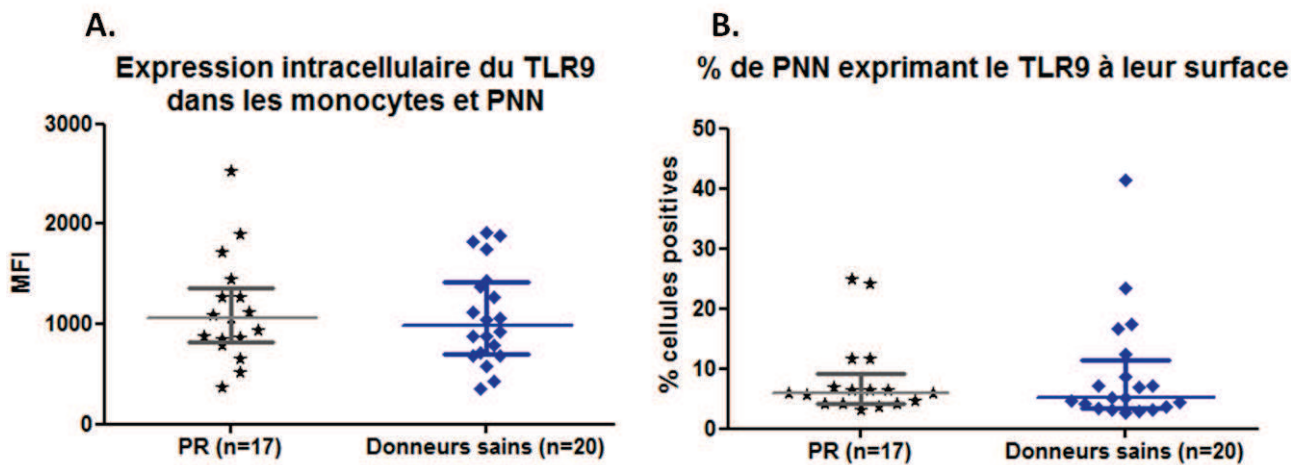 A.
Expression intracellulaire du TLR9
dans les monocytes et PNN
3000
2000
1000
0
MFI
PR (n=17)
Donneurs sains (n=20)
B.
% de PNN exprimant le TLR9 à leur surface
50
40
30
20
10
0
% cellules positives
PR (n=17)
Donneurs sains (n=20)